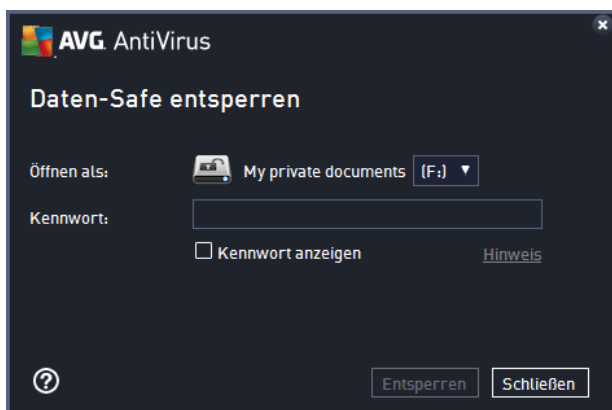 AVG. AntiVirus
Daten-Safe entsperren
Öffnen als: My private documents (F:)
Kennwort:
Kennwort anzeigen Hinweis
Entsperren Schließen